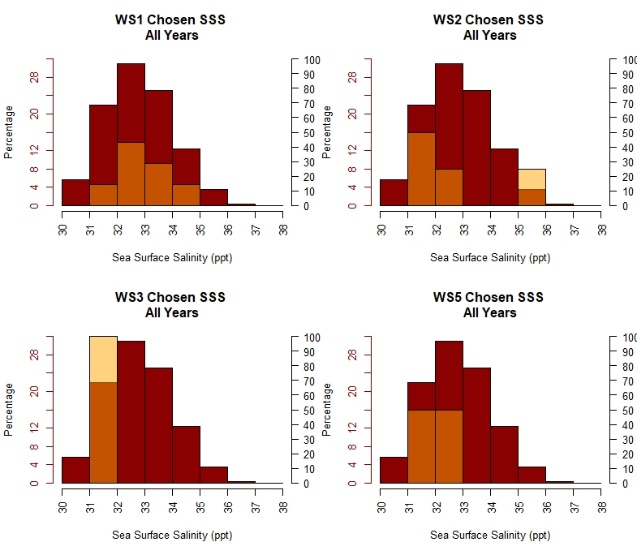 WS1 Chosen SSS
All Years
Percentage
0 4 8 12 20 28
0 10 20 30 40 50 60 70 80 90 100
30 31 32 33 34 35 36 37 38
Sea Surface Salinity (ppt)
WS2 Chosen SSS
All Years
Percentage
0 4 8 12 20 28
0 10 20 30 40 50 60 70 80 90 100
30 31 32 33 34 35 36 37 38
Sea Surface Salinity (ppt)
WS3 Chosen SSS
All Years
Percentage
0 4 8 12 20 28
0 10 20 30 40 50 60 70 80 90 100
30 31 32 33 34 35 36 37 38
Sea Surface Salinity (ppt)
WS5 Chosen SSS
All Years
Percentage
0 4 8 12 20 28
0 10 20 30 40 50 60 70 80 90 100
30 31 32 33 34 35 36 37 38
Sea Surface Salinity (ppt)